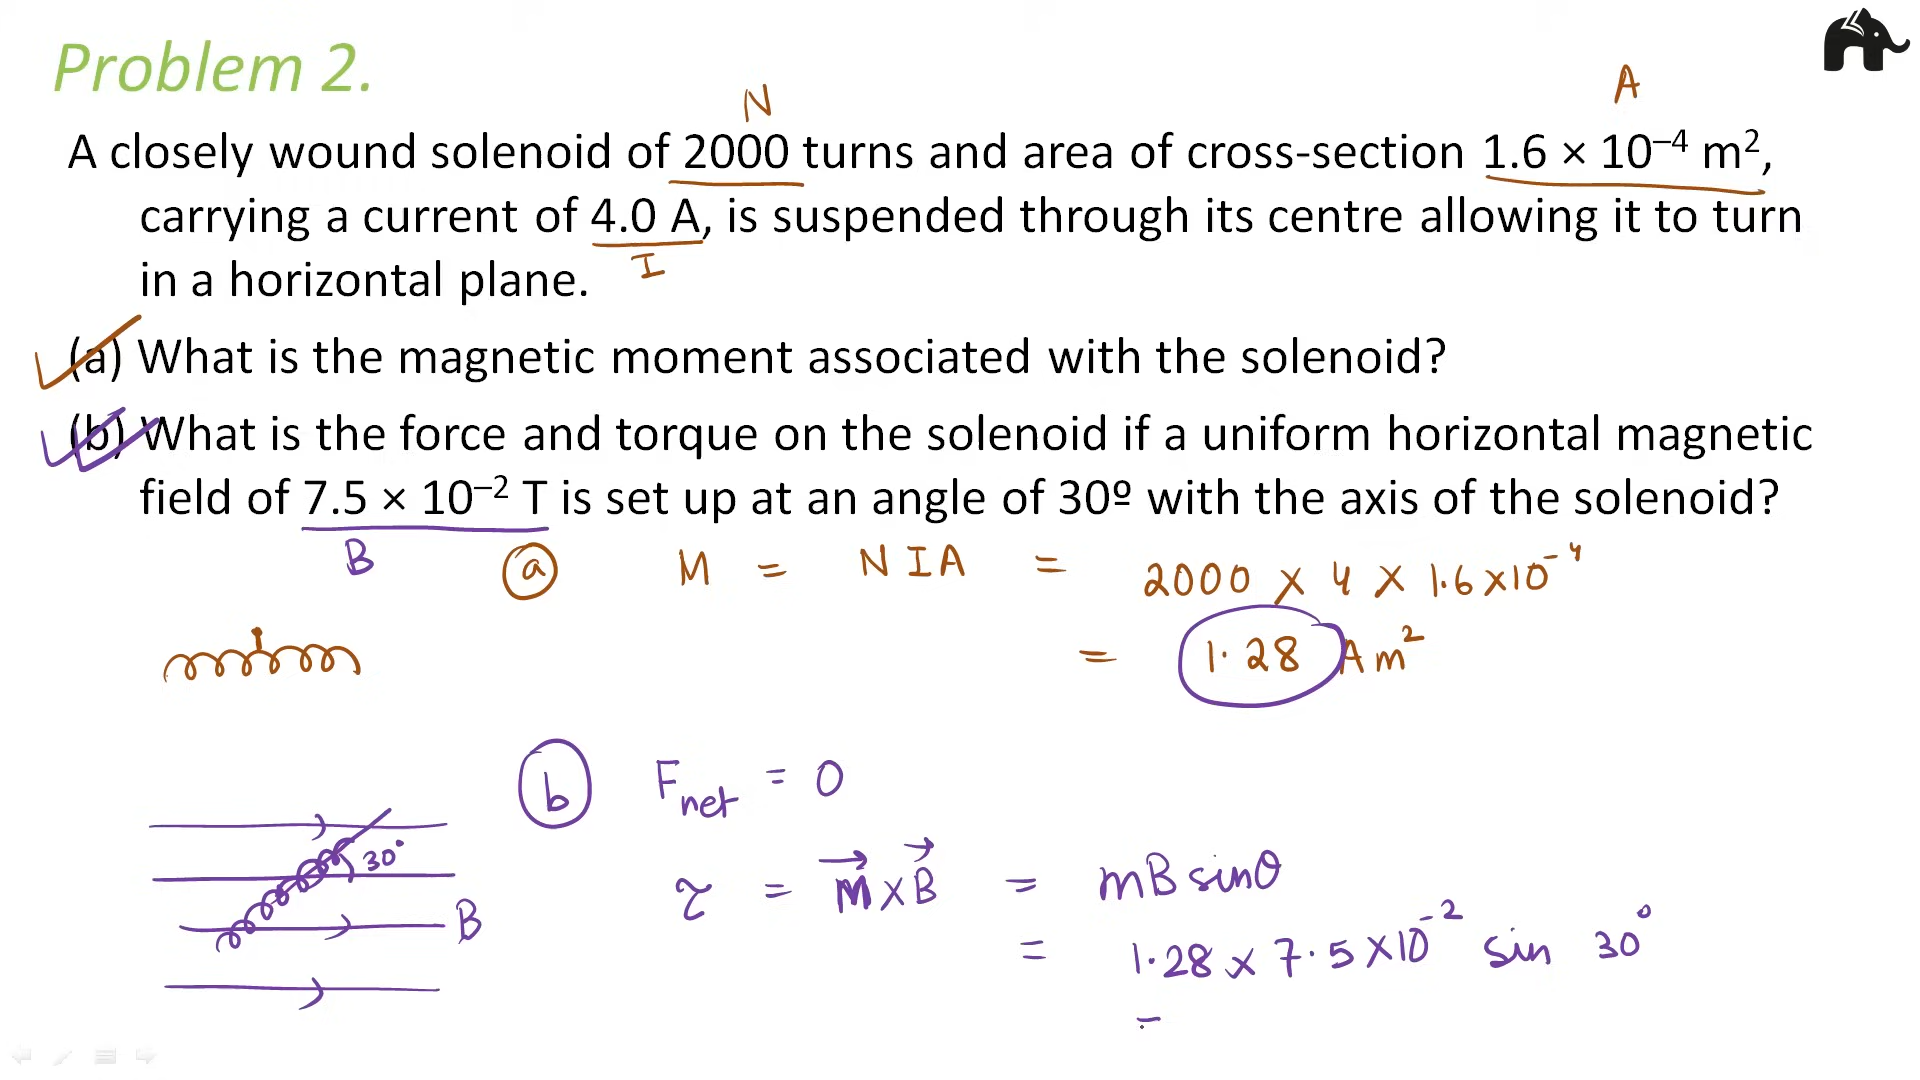 Problem 2.
N
A
A closely wound solenoid of 2000 turns and area of cross-section 1.6 × 10⁻⁴ m²,
carrying a current of 4.0 A, is suspended through its centre allowing it to turn
I
in a horizontal plane.
(a) What is the magnetic moment associated with the solenoid?
(b) What is the force and torque on the solenoid if a uniform horizontal magnetic
field of 7.5 × 10⁻² T is set up at an angle of 30º with the axis of the solenoid?
B
a M = N I A = 2000 × 4 × 1.6 × 10⁻⁴
= 1.28 Am²
b F_net = 0
30°
B
τ = M⃗ × B⃗ = mB sinθ
= 1.28 × 7.5 × 10⁻² sin 30°
=